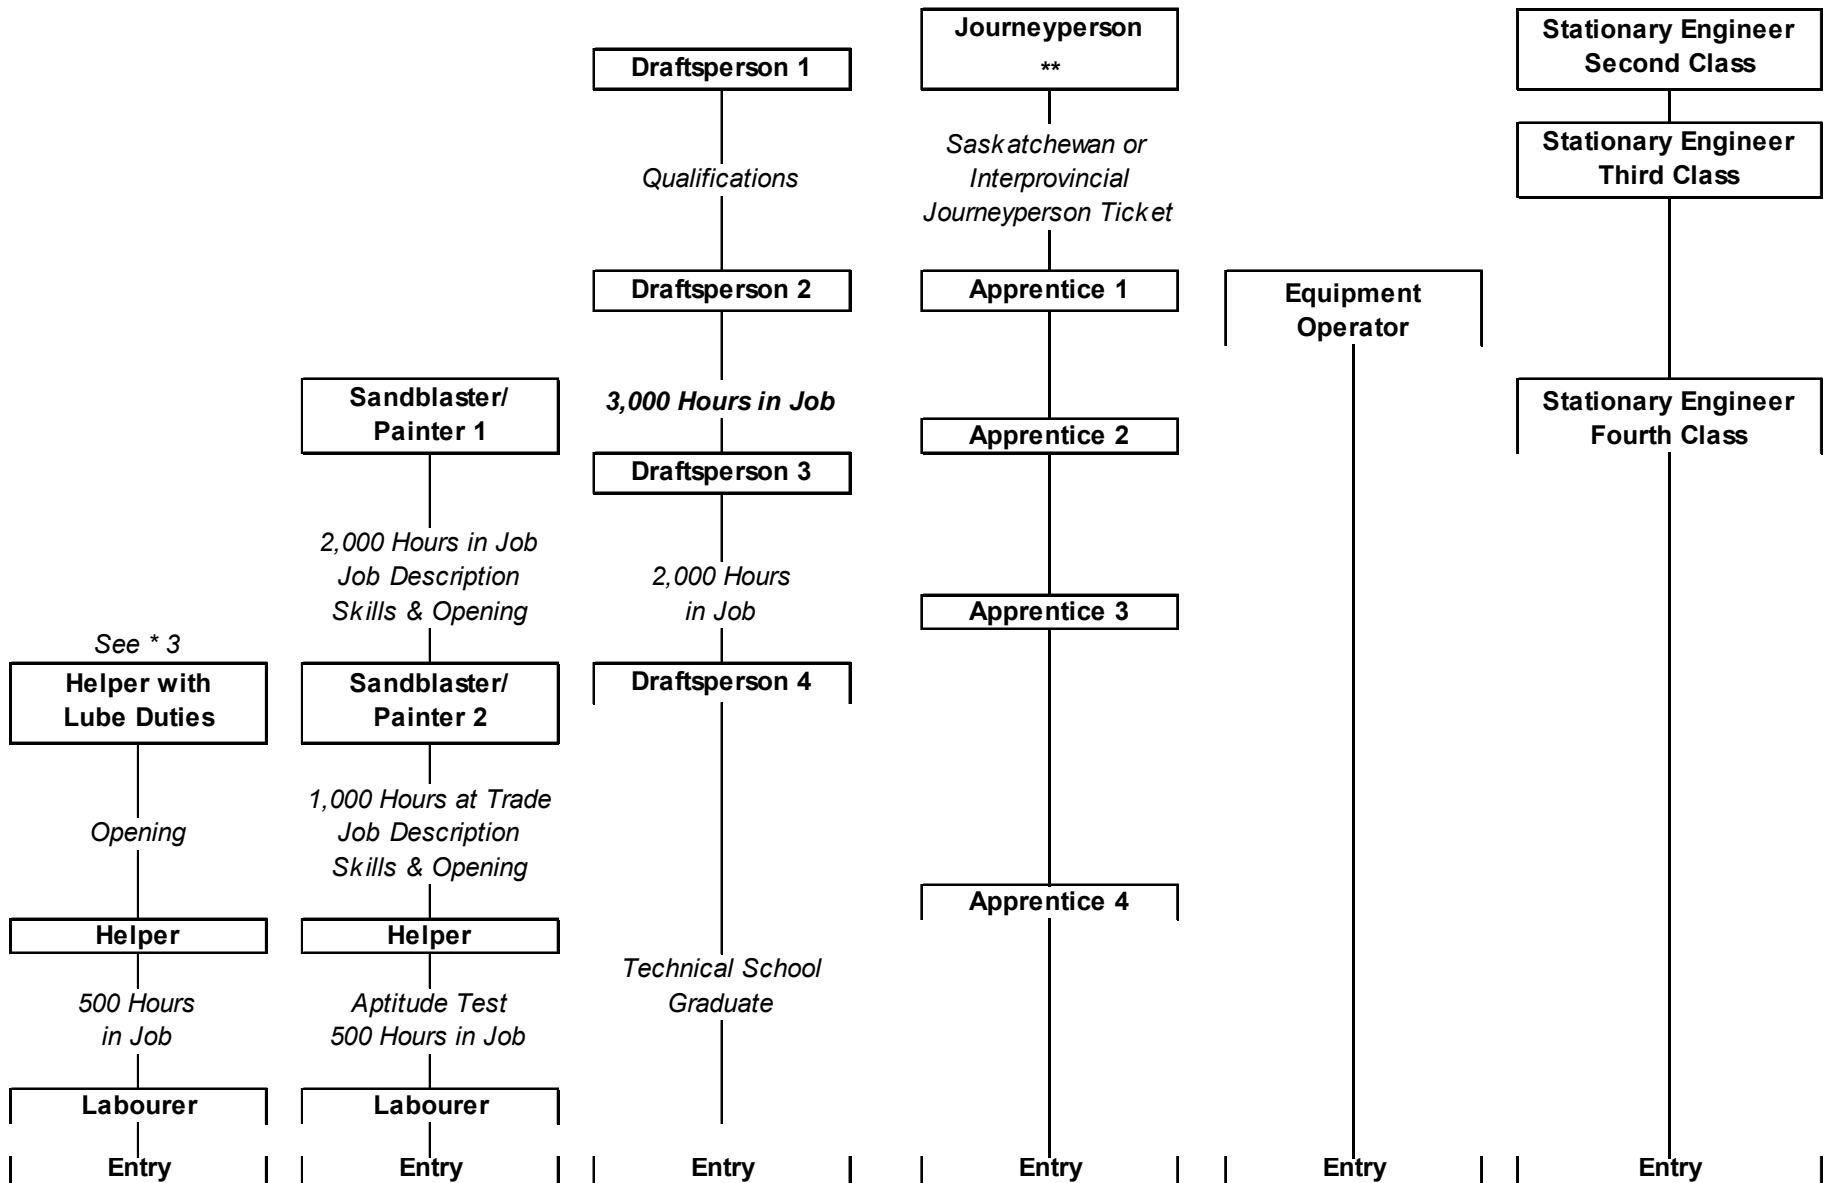 See * 3
Helper with
Lube Duties
Opening
Helper
500 Hours
in Job
Labourer
Entry
Sandblaster/
Painter 1
2,000 Hours in Job
Job Description
Skills & Opening
Sandblaster/
Painter 2
1,000 Hours at Trade
Job Description
Skills & Opening
Helper
Aptitude Test
500 Hours in Job
Labourer
Entry
Draftsperson 1
Qualifications
Draftsperson 2
3,000 Hours in Job
Draftsperson 3
2,000 Hours
in Job
Draftsperson 4
Technical School
Graduate
Entry
Journeyperson
**
Saskatchewan or
Interprovincial
Journeyperson Ticket
Apprentice 1
Apprentice 2
Apprentice 3
Apprentice 4
Entry
Equipment
Operator
Entry
Stationary Engineer
Second Class
Stationary Engineer
Third Class
Stationary Engineer
Fourth Class
Entry